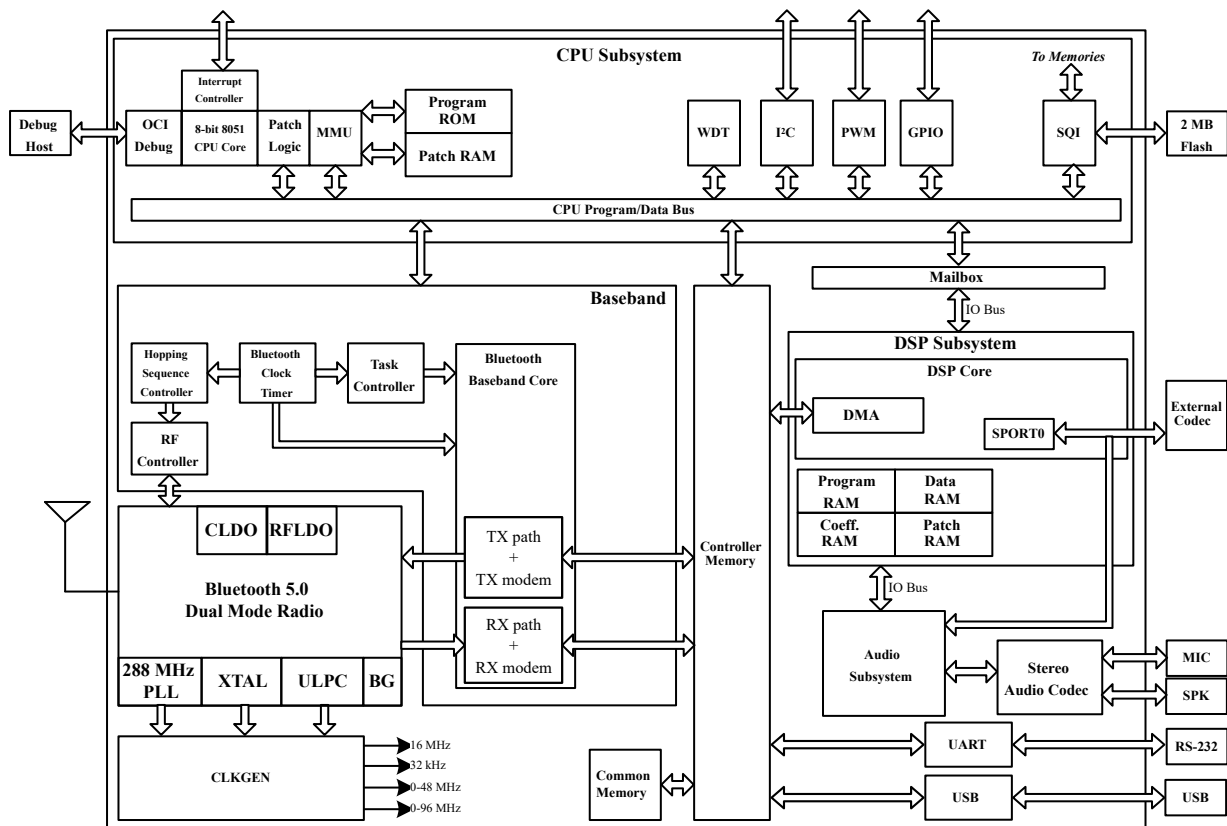 CPU Subsystem
To Memories
Interrupt
Controller
Debug
Host
OCI
Debug
8-bit 8051
CPU Core
Patch
Logic
MMU
Program
ROM
Patch RAM
WDT
I²C
PWM
GPIO
SQI
2 MB
Flash
CPU Program/Data Bus
Baseband
Mailbox
IO Bus
Hopping
Sequence
Controller
Bluetooth
Clock
Timer
Task
Controller
Bluetooth
Baseband Core
RF
Controller
DSP Subsystem
DSP Core
DMA
SPORT0
External
Codec
Program
RAM
Data
RAM
Coeff.
RAM
Patch
RAM
CLDO
RFLDO
Bluetooth 5.0
Dual Mode Radio
TX path
+
TX modem
RX path
+
RX modem
Controller
Memory
IO Bus
288 MHz
PLL
XTAL
ULPC
BG
Audio
Subsystem
Stereo
Audio Codec
MIC
SPK
CLKGEN
16 MHz
32 kHz
0-48 MHz
0-96 MHz
Common
Memory
UART
RS-232
USB
USB